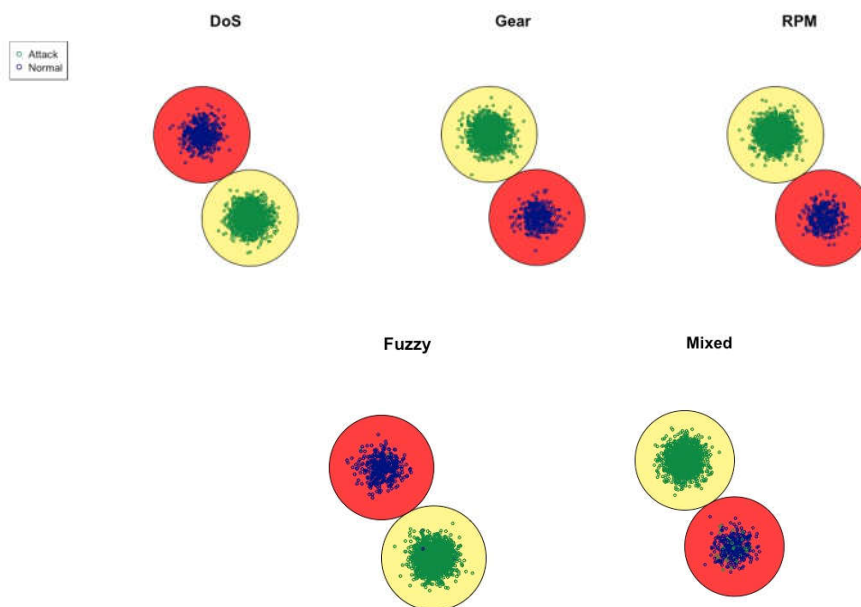 DoS
Gear
RPM
Attack
Normal
Fuzzy
Mixed